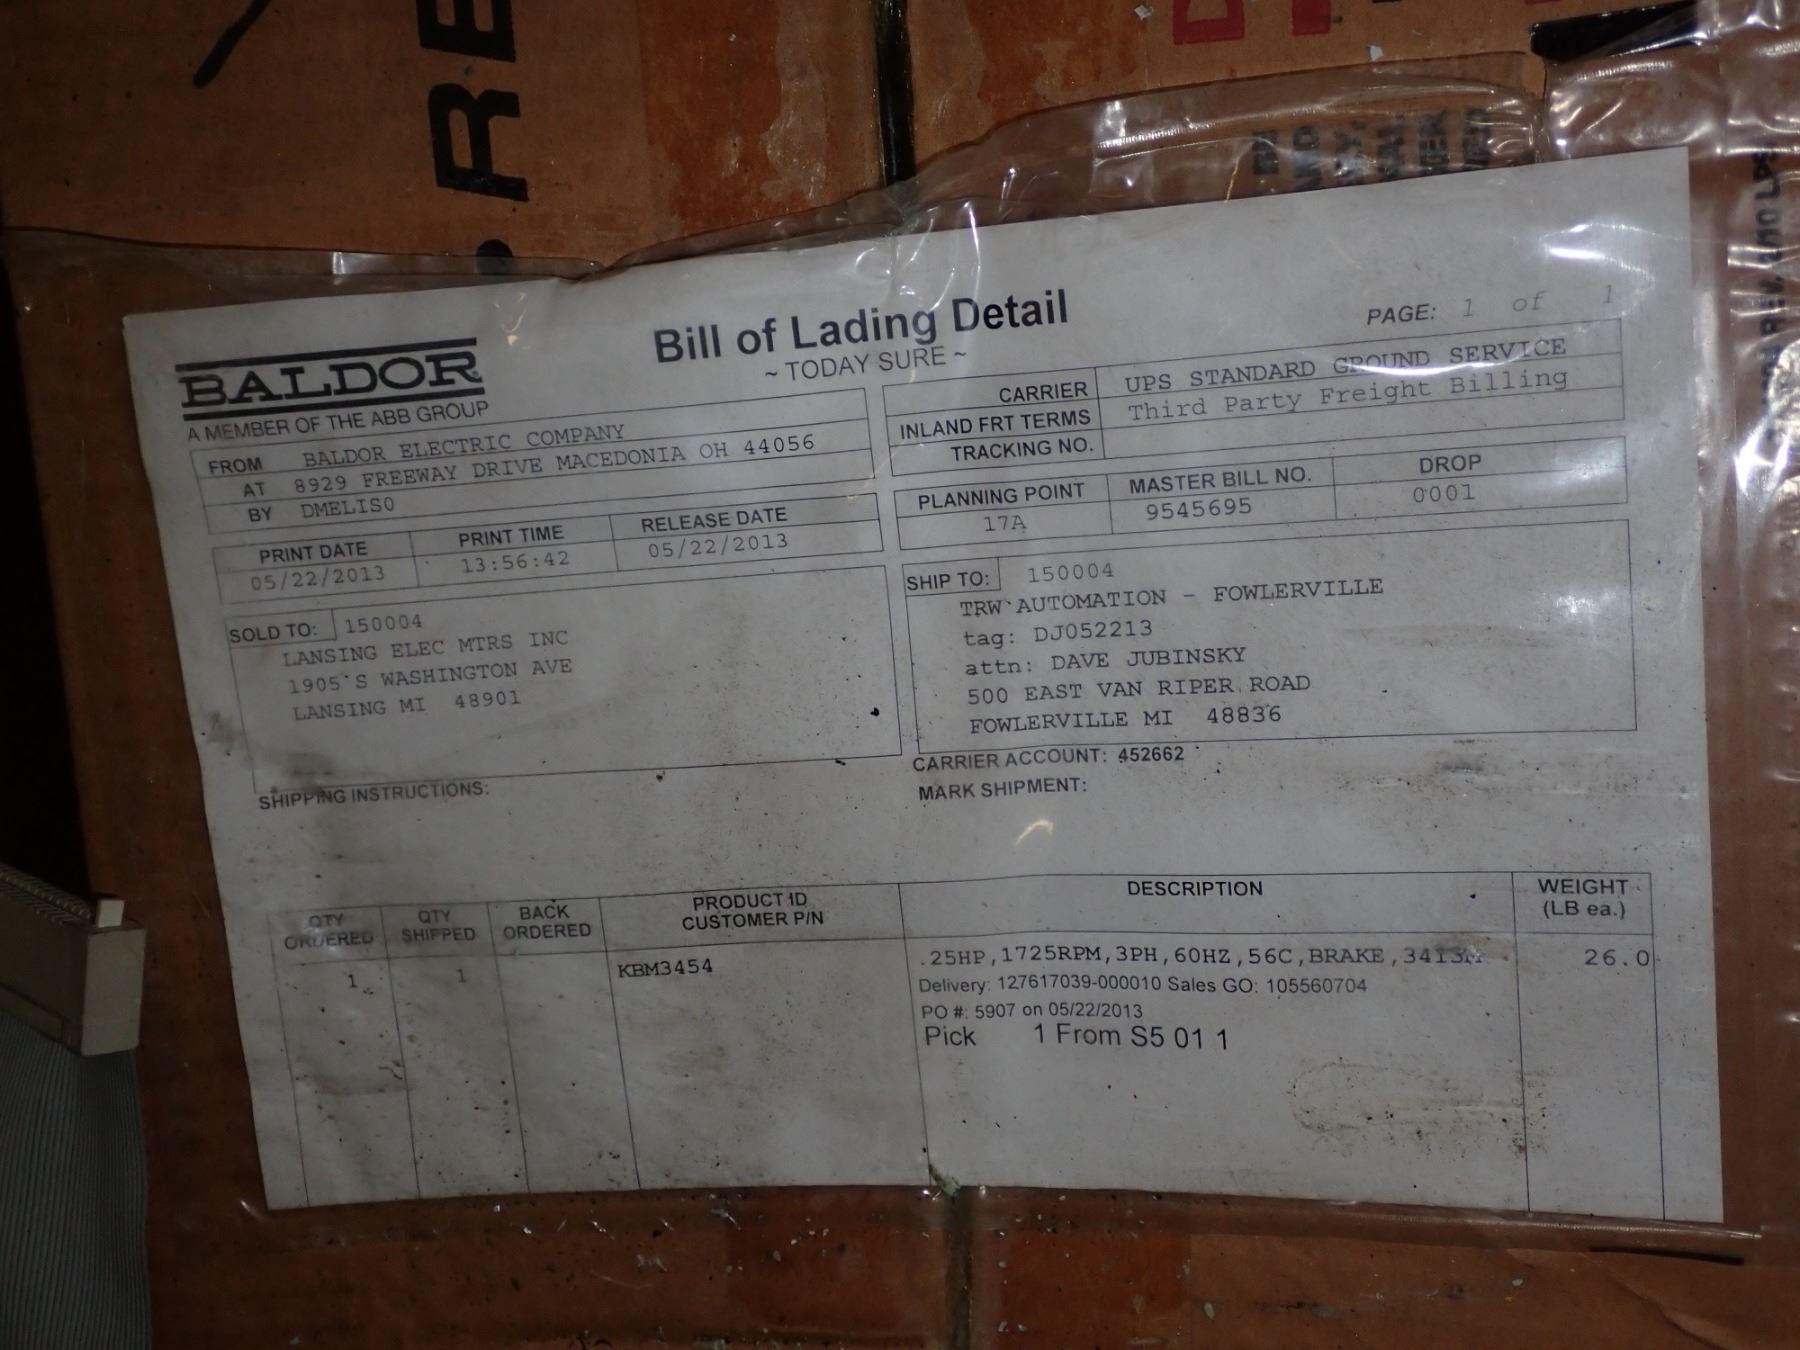 RE
BALDOR
A MEMBER OF THE ABB GROUP
Bill of Lading Detail
~ TODAY SURE ~
PAGE: 1 of 1
FROM BALDOR ELECTRIC COMPANY
AT 8929 FREEWAY DRIVE MACEDONIA OH 44056
BY DMELISO
CARRIER UPS STANDARD GROUND SERVICE
INLAND FRT TERMS Third Party Freight Billing
TRACKING NO.
PRINT DATE PRINT TIME RELEASE DATE
05/22/2013 13:56:42 05/22/2013
PLANNING POINT MASTER BILL NO. DROP
17A 9545695 0001
SOLD TO: 150004
LANSING ELEC MTRS INC
1905 S WASHINGTON AVE
LANSING MI 48901
SHIP TO: 150004
TRW AUTOMATION - FOWLERVILLE
tag: DJ052213
attn: DAVE JUBINSKY
500 EAST VAN RIPER ROAD
FOWLERVILLE MI 48836
SHIPPING INSTRUCTIONS:
CARRIER ACCOUNT: 452662
MARK SHIPMENT:
QTY ORDERED QTY SHIPPED BACK ORDERED PRODUCT ID CUSTOMER P/N DESCRIPTION WEIGHT (LB ea.)
1 1 KBM3454 .25HP,1725RPM,3PH,60HZ,56C,BRAKE,3413M 26.0
Delivery: 127617039-000010 Sales GO: 105560704
PO #: 5907 on 05/22/2013
Pick 1 From S5 01 1